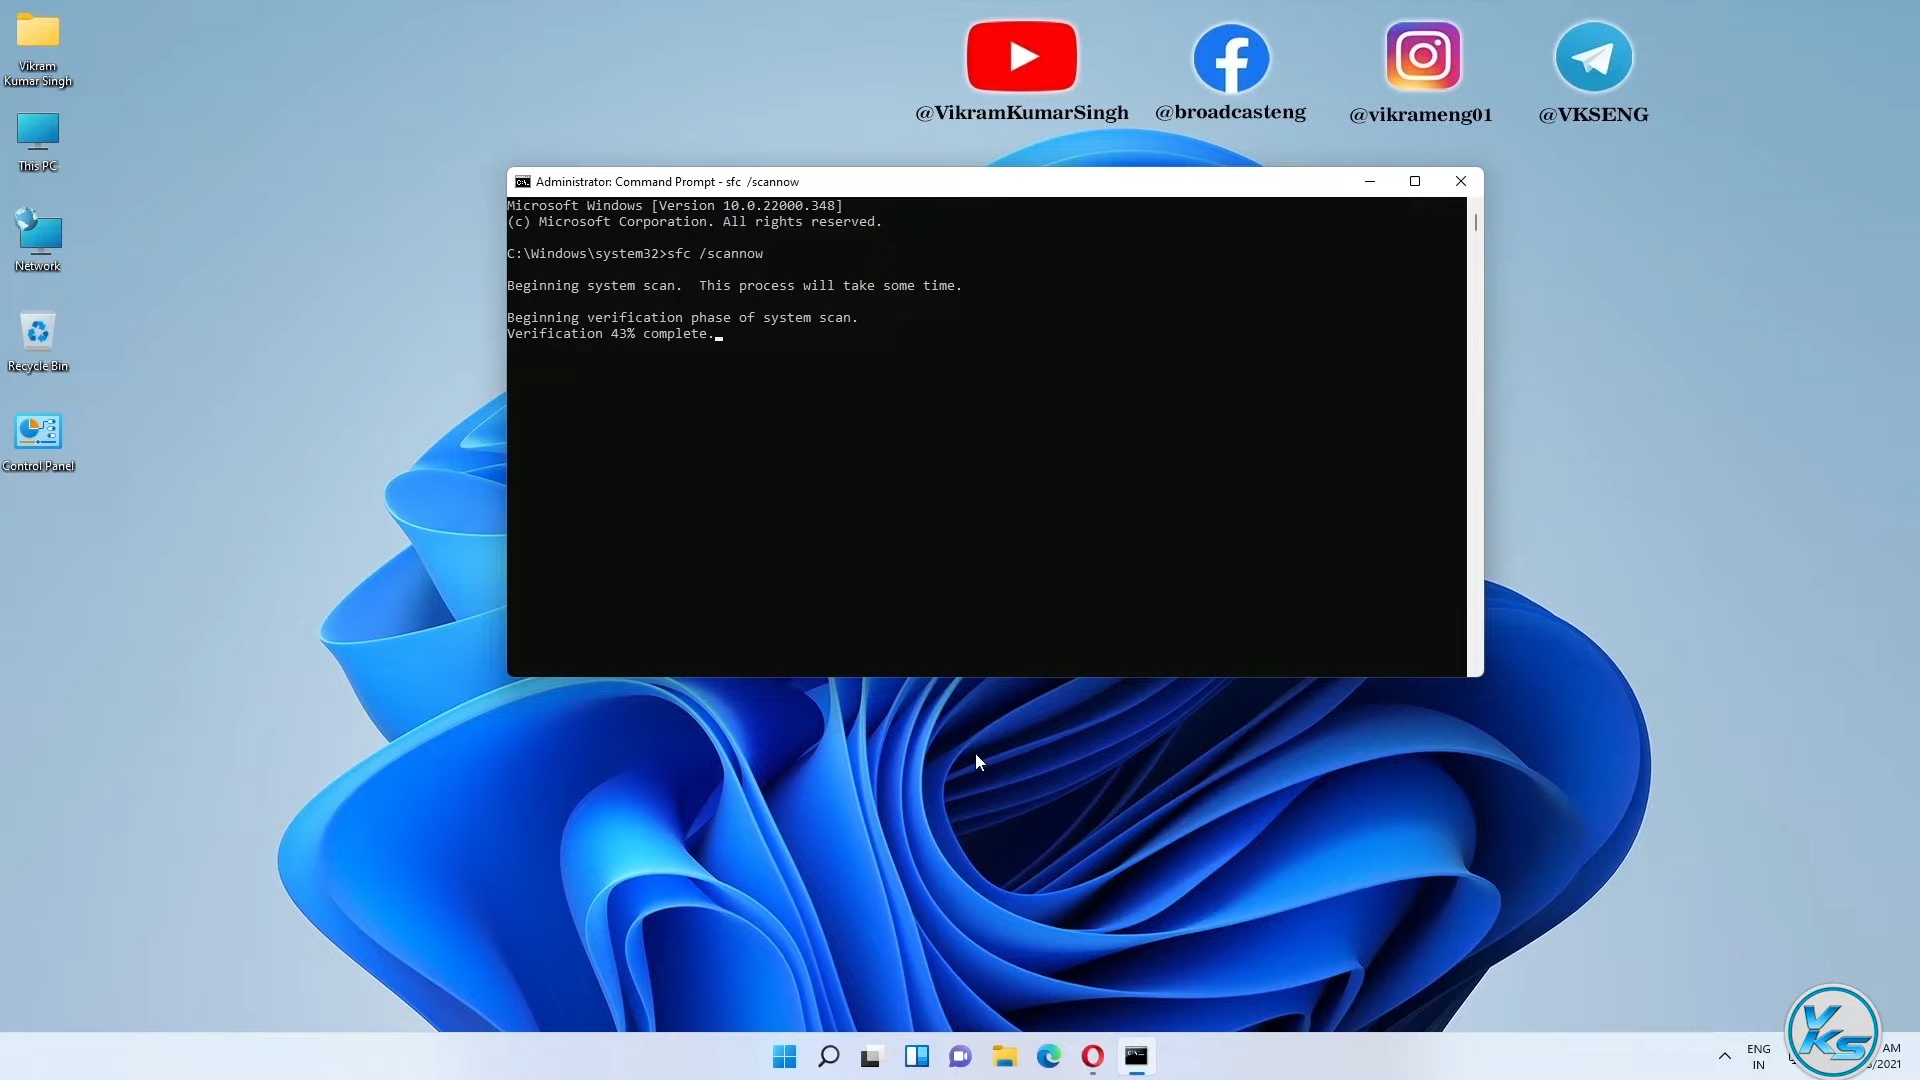 Vikram
Kumar Singh
This PC
Network
Recycle Bin
Control Panel
@VikramKumarSingh
@broadcasteng
@vikrameng01
@VKSENG
Administrator: Command Prompt - sfc /scannow
Microsoft Windows [Version 10.0.22000.348]
(c) Microsoft Corporation. All rights reserved.
C:\Windows\system32>sfc /scannow
Beginning system scan.  This process will take some time.
Beginning verification phase of system scan.
Verification 43% complete.
ENG
IN
AM
/2021
VKS